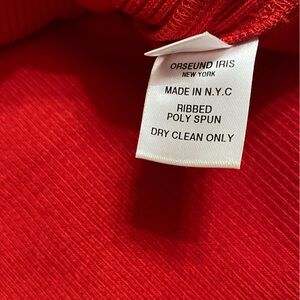 ORSEUND IRIS
NEW YORK
MADE IN N.Y.C
RIBBED
POLY SPUN
DRY CLEAN ONLY